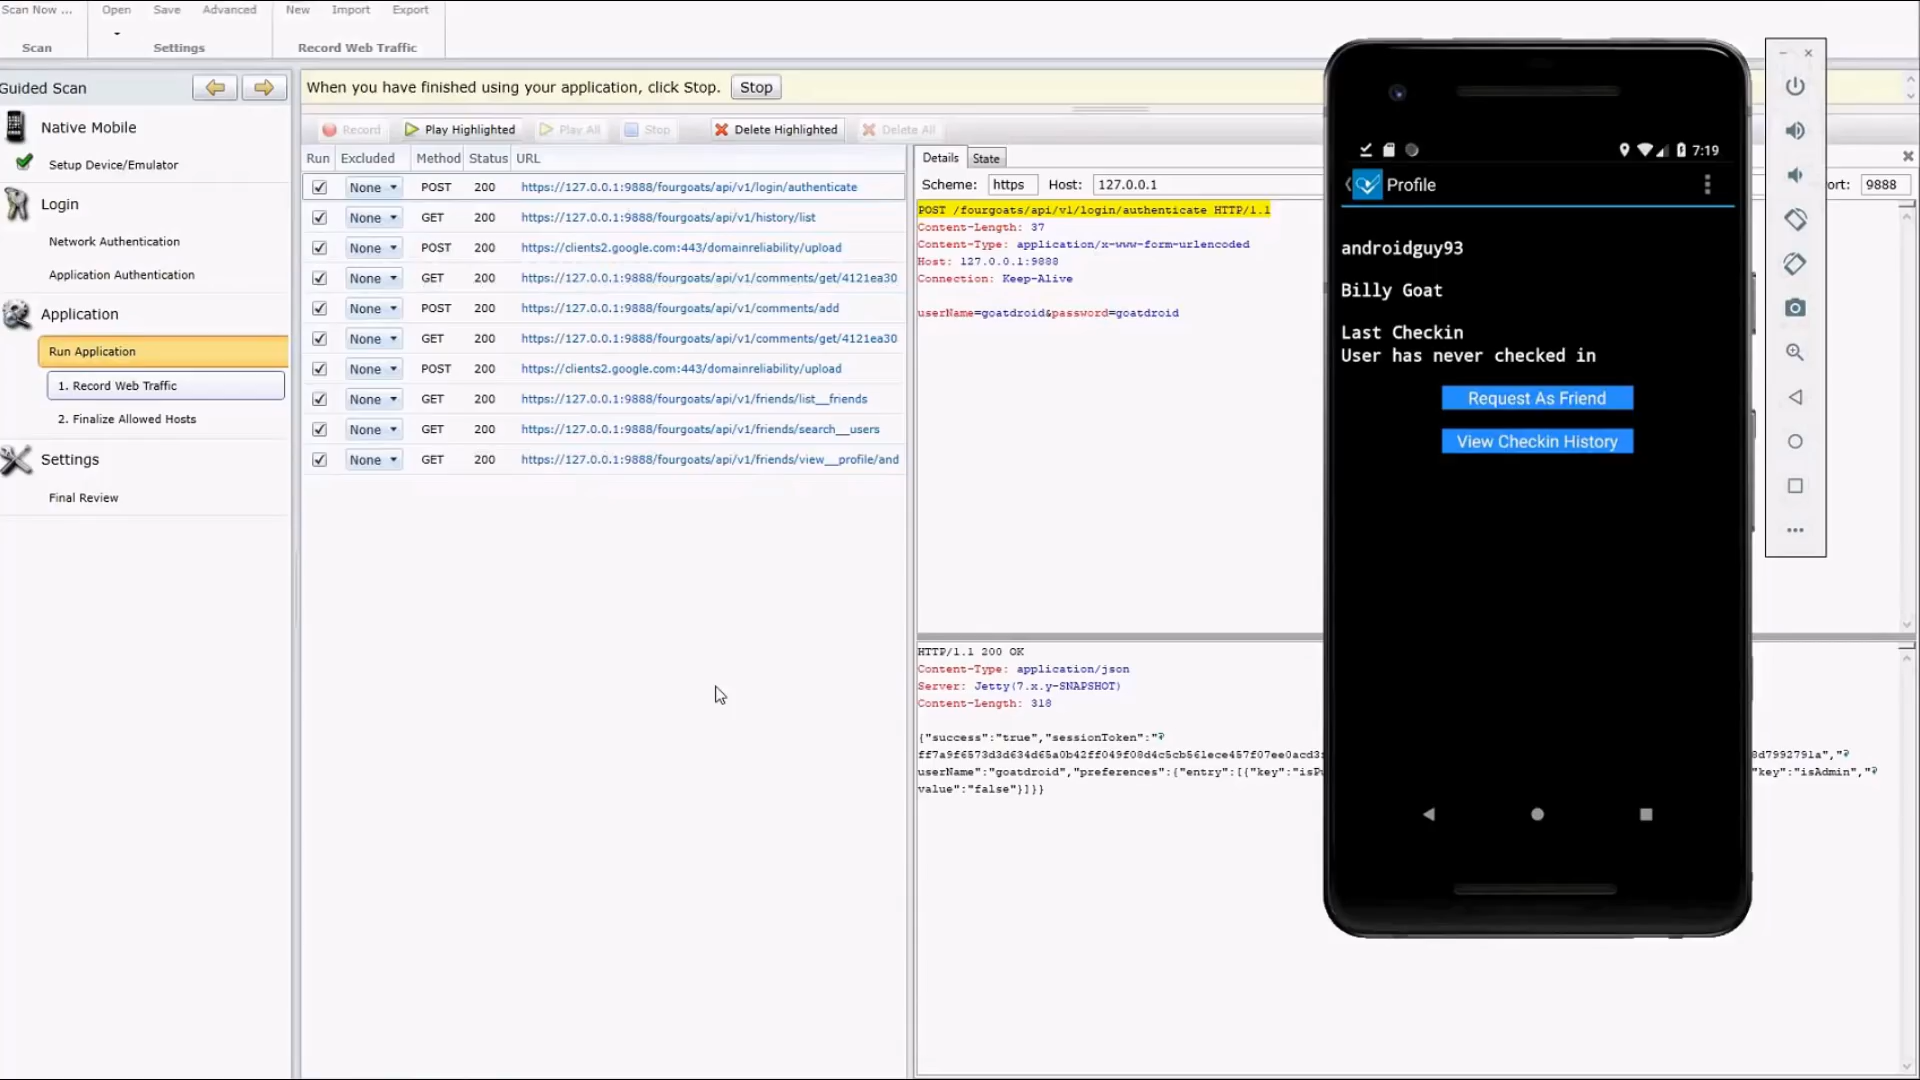 Scan Now ...
Open
Save
Advanced
New
Import
Export
Scan
Settings
Record Web Traffic
Guided Scan
Native Mobile
Setup Device/Emulator
Login
Network Authentication
Application Authentication
Application
Run Application
1. Record Web Traffic
2. Finalize Allowed Hosts
Settings
Final Review
When you have finished using your application, click Stop. Stop
Record Play Highlighted Play All Stop Delete Highlighted Delete All
Run Excluded Method Status URL
None POST 200 https://127.0.0.1:9888/fourgoats/api/v1/login/authenticate
None GET 200 https://127.0.0.1:9888/fourgoats/api/v1/history/list
None POST 200 https://clients2.google.com:443/domainreliability/upload
None GET 200 https://127.0.0.1:9888/fourgoats/api/v1/comments/get/4121ea30
None POST 200 https://127.0.0.1:9888/fourgoats/api/v1/comments/add
None GET 200 https://127.0.0.1:9888/fourgoats/api/v1/comments/get/4121ea30
None POST 200 https://clients2.google.com:443/domainreliability/upload
None GET 200 https://127.0.0.1:9888/fourgoats/api/v1/friends/list__friends
None GET 200 https://127.0.0.1:9888/fourgoats/api/v1/friends/search__users
None GET 200 https://127.0.0.1:9888/fourgoats/api/v1/friends/view__profile/and
Details State
Scheme: https Host: 127.0.0.1 ort: 9888
POST /fourgoats/api/v1/login/authenticate HTTP/1.1
Content-Length: 37
Content-Type: application/x-www-form-urlencoded
Host: 127.0.0.1:9888
Connection: Keep-Alive
userName=goatdroid&password=goatdroid
HTTP/1.1 200 OK
Content-Type: application/json
Server: Jetty(7.x.y-SNAPSHOT)
Content-Length: 318
{"success":"true","sessionToken":"
8d7992791a","
userName":"goatdroid","preferences":{"entry":[{"key":"isPu "key":"isAdmin","
value":"false"}]}}
7:19
Profile
androidguy93
Billy Goat
Last Checkin
User has never checked in
Request As Friend
View Checkin History